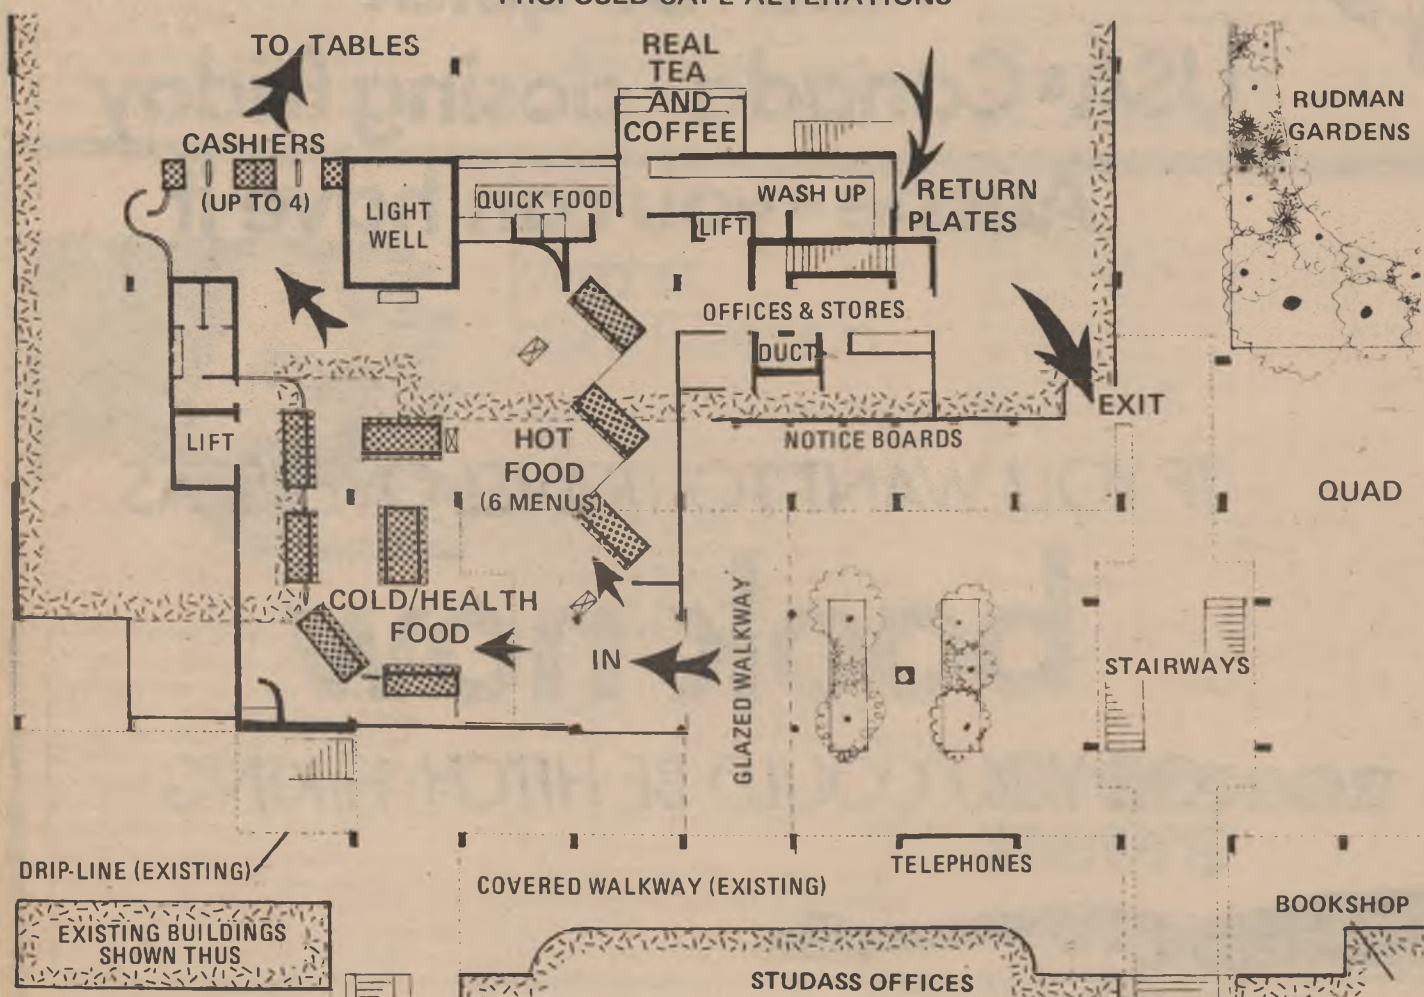 PROPOSED CAFE ALTERATIONS
TO TABLES
REAL
TEA
AND
COFFEE
RUDMAN
GARDENS
CASHIERS
(UP TO 4)
LIGHT
WELL
QUICK FOOD
WASH UP
LIFT
RETURN
PLATES
OFFICES & STORES
DUCT
EXIT
LIFT
HOT
FOOD
(6 MENUS)
NOTICE BOARDS
QUAD
COLD/HEALTH
FOOD
IN
GLAZED WALKWAY
STAIRWAYS
DRIP-LINE (EXISTING)
COVERED WALKWAY (EXISTING)
TELEPHONES
BOOKSHOP
EXISTING BUILDINGS
SHOWN THUS
STUDASS OFFICES